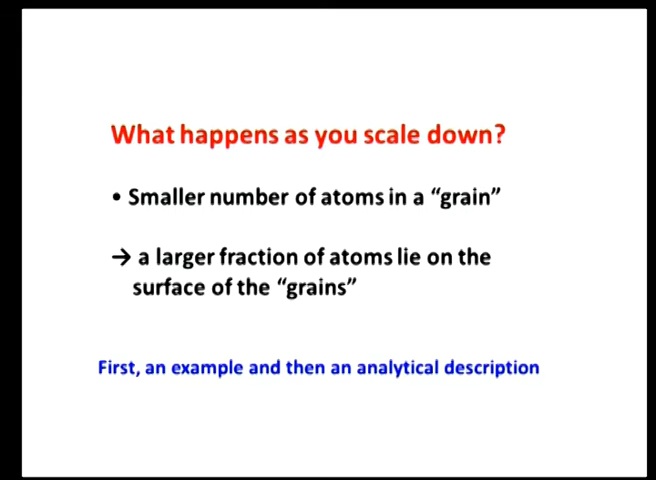 What happens as you scale down?
• Smaller number of atoms in a “grain”
→ a larger fraction of atoms lie on the
surface of the “grains”
First, an example and then an analytical description